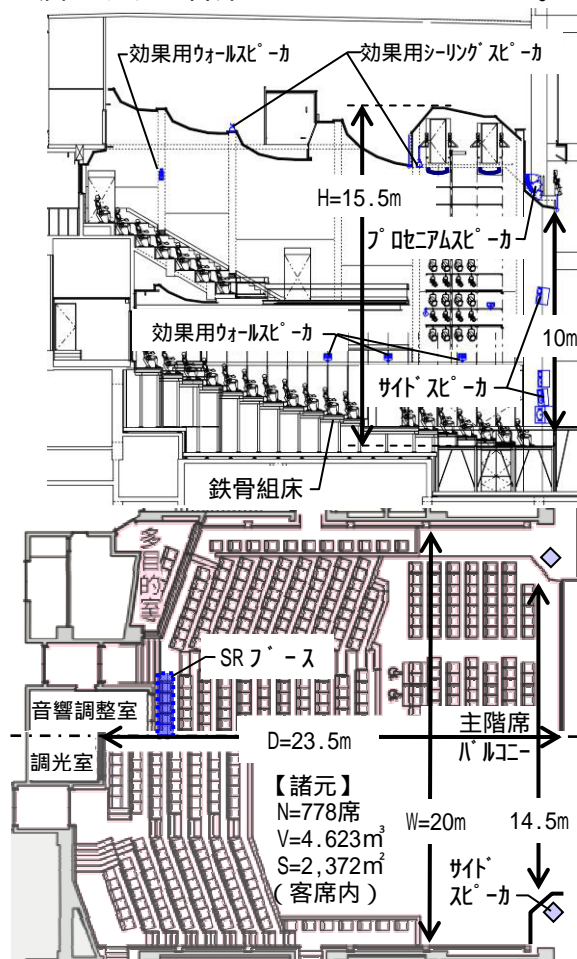 効果用ウォールスピーカ
効果用シーリングスピーカ
H=15.5m
プロセニアムスピーカ
効果用ウォールスピーカ
10m
サイドスピーカ
鉄骨組床
多目的室
SRブース
音響調整室
主階席
D=23.5m
バルコニー
調光室
【諸元】
N=778席
V=4.623㎥
S=2,372㎡
(客席内)
W=20m
14.5m
サイド
スピーカ